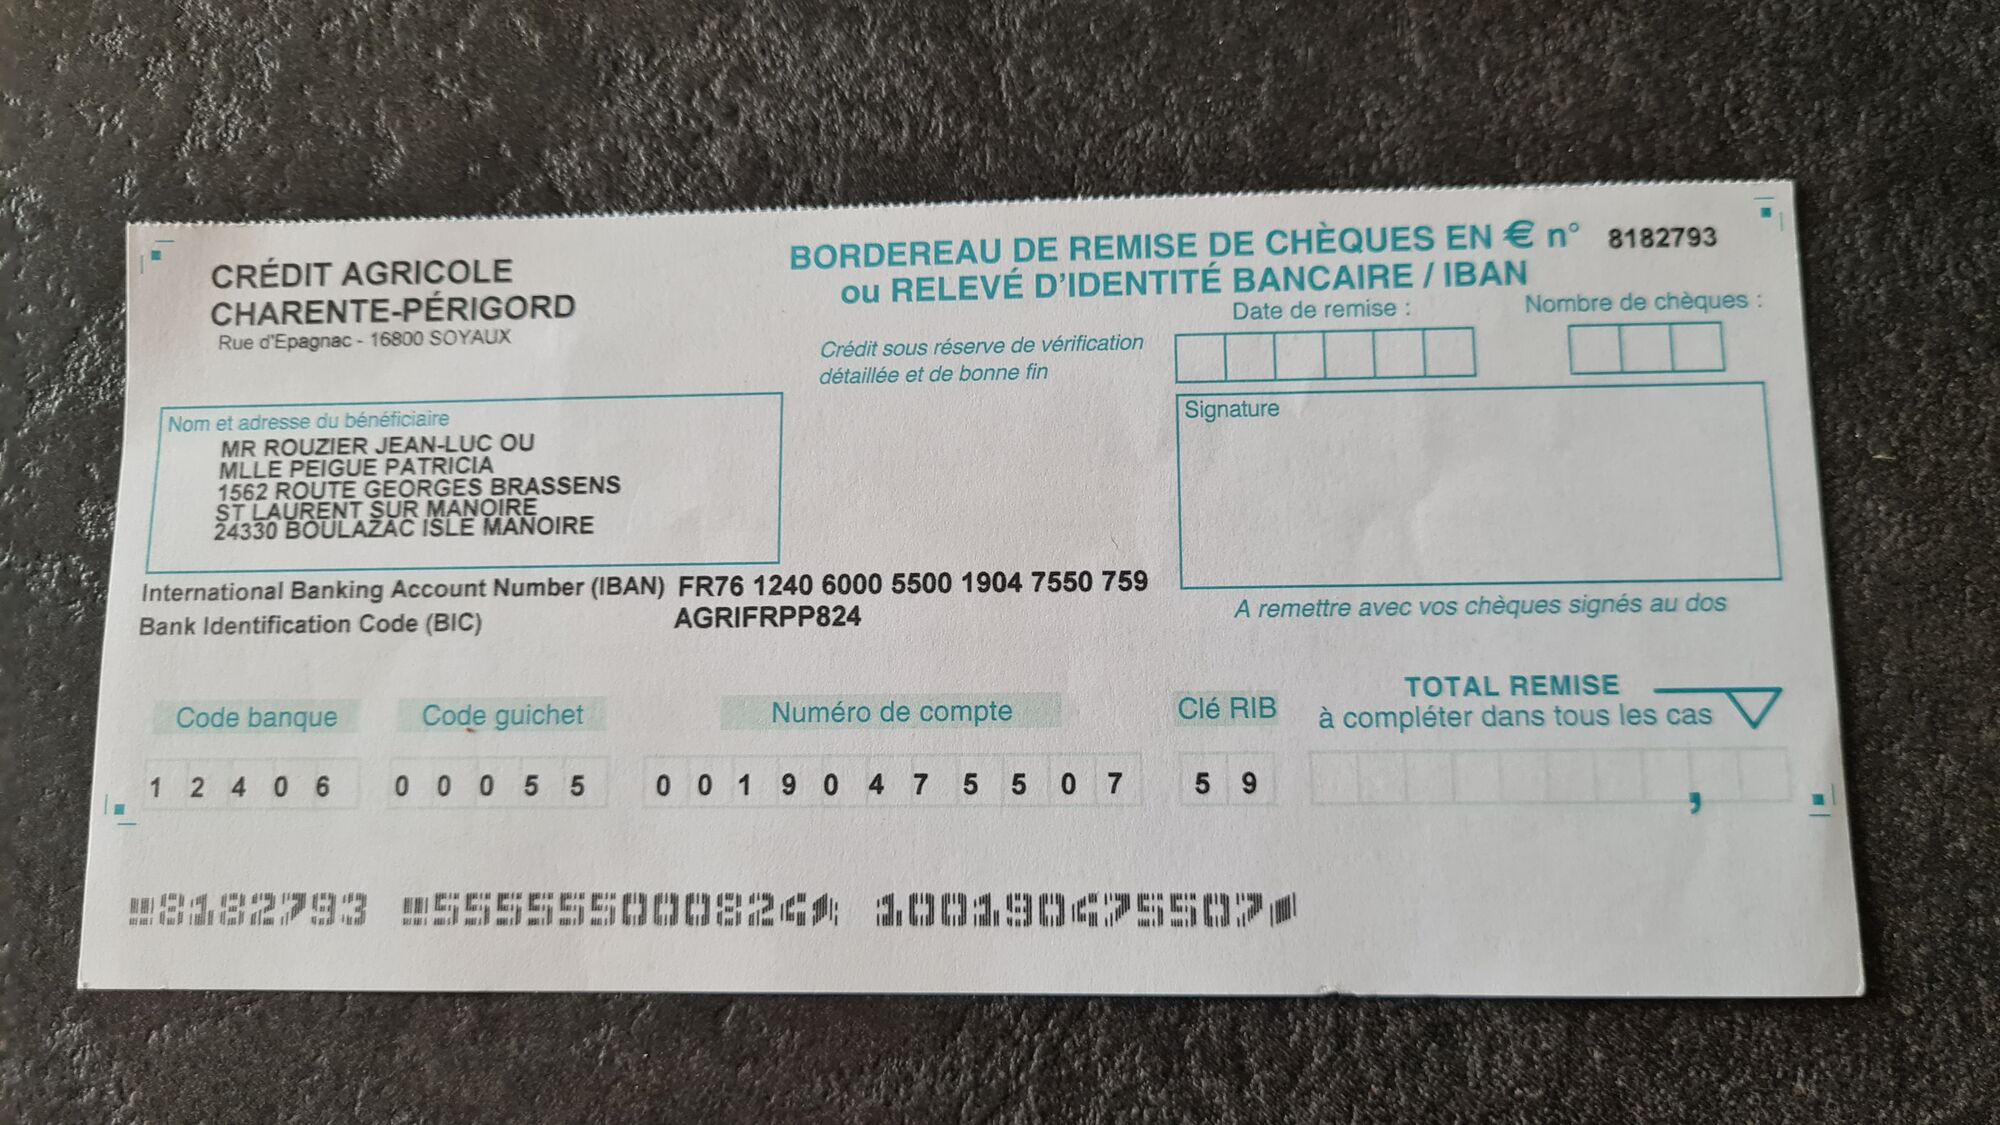 CRÉDIT AGRICOLE
CHARENTE-PÉRIGORD
Rue d'Epagnac - 16800 SOYAUX
BORDEREAU DE REMISE DE CHÈQUES EN € n° 8182793
ou RELEVÉ D'IDENTITÉ BANCAIRE / IBAN
Date de remise :
Nombre de chèques :
Crédit sous réserve de vérification
détaillée et de bonne fin
Nom et adresse du bénéficiaire
MR ROUZIER JEAN-LUC OU
MLLE PEIGUE PATRICIA
1562 ROUTE GEORGES BRASSENS
ST LAURENT SUR MANOIRE
24330 BOULAZAC ISLE MANOIRE
Signature
International Banking Account Number (IBAN) FR76 1240 6000 5500 1904 7550 759
Bank Identification Code (BIC) AGRIFRPP824
A remettre avec vos chèques signés au dos
Code banque Code guichet Numéro de compte Clé RIB
TOTAL REMISE
à compléter dans tous les cas
1 2 4 0 6 0 0 0 5 5 0 0 1 9 0 4 7 5 5 0 7 5 9 ,
8182793 555555000824 100190475507